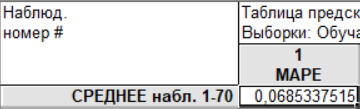 Наблюд.
номер #
Таблица предск
Выборки: Обуча
1
MAPE
СРЕДНЕЕ набл. 1-70
0,0685337515